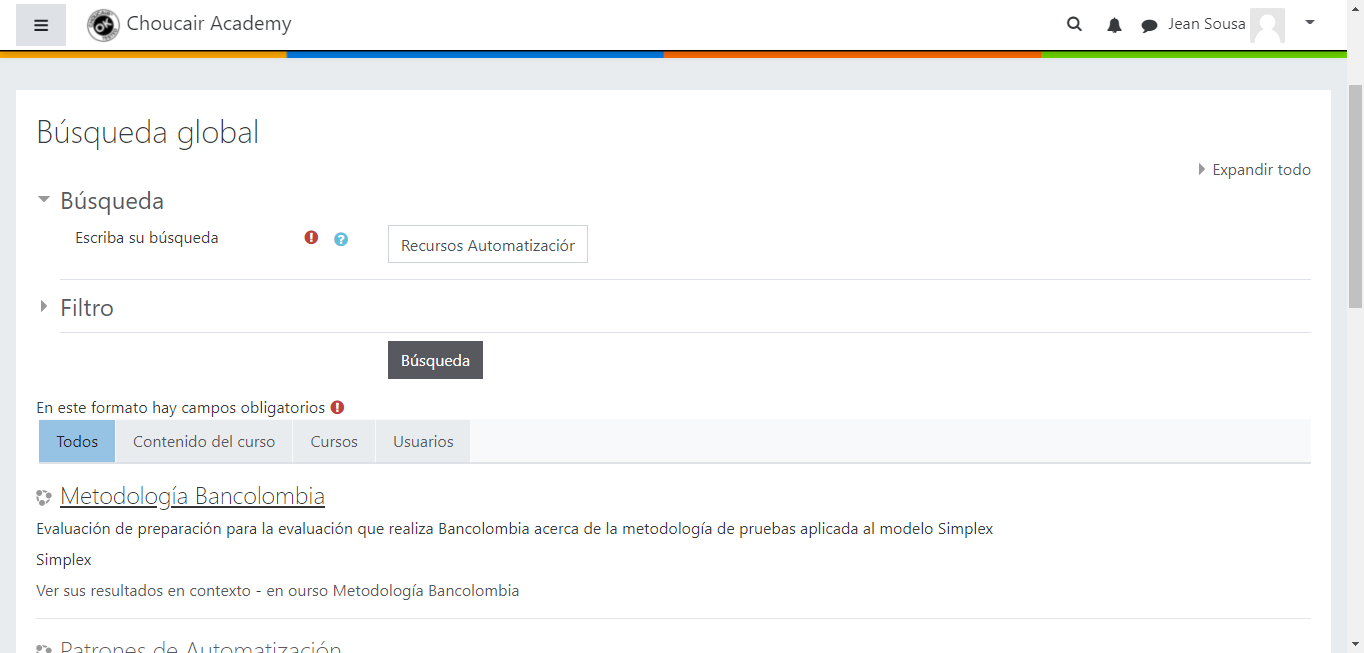 Choucair Academy
Jean Sousa
Búsqueda global
Expandir todo
Búsqueda
Escriba su búsqueda
Recursos Automatizaciór
Filtro
Búsqueda
En este formato hay campos obligatorios
Todos Contenido del curso Cursos Usuarios
Metodología Bancolombia
Evaluación de preparación para la evaluación que realiza Bancolombia acerca de la metodología de pruebas aplicada al modelo Simplex
Simplex
Ver sus resultados en contexto - en ourso Metodología Bancolombia
Patrones de Automatización